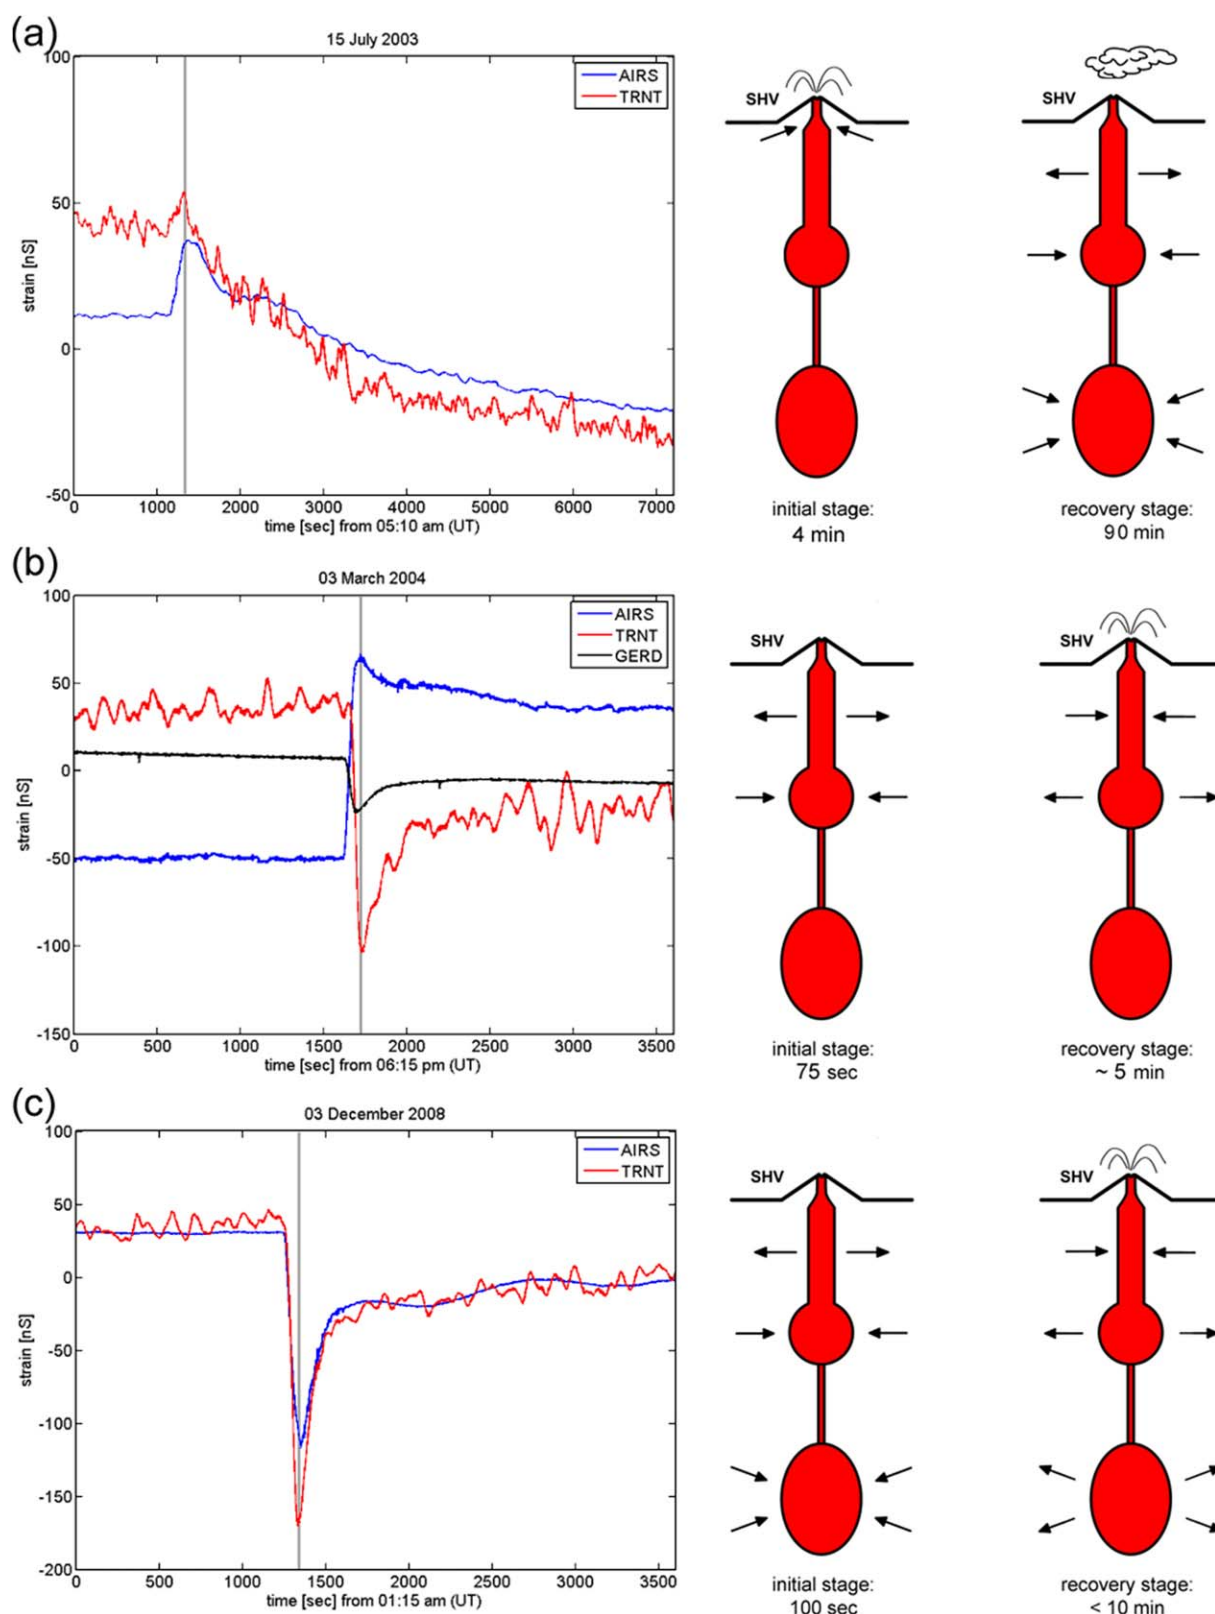 (a)
15 July 2003
AIRS
TRNT
100
50
0
-50
strain [nS]
0 1000 2000 3000 4000 5000 6000 7000
time [sec] from 05:10 am (UT)
SHV
initial stage:
4 min
SHV
recovery stage:
90 min
(b)
03 March 2004
AIRS
TRNT
GERD
100
50
0
-50
-100
-150
strain [nS]
0 500 1000 1500 2000 2500 3000 3500
time [sec] from 06:15 pm (UT)
SHV
initial stage:
75 sec
SHV
recovery stage:
~ 5 min
(c)
03 December 2008
AIRS
TRNT
100
50
0
-50
-100
-150
-200
strain [nS]
0 500 1000 1500 2000 2500 3000 3500
time [sec] from 01:15 am (UT)
SHV
initial stage:
100 sec
SHV
recovery stage:
< 10 min